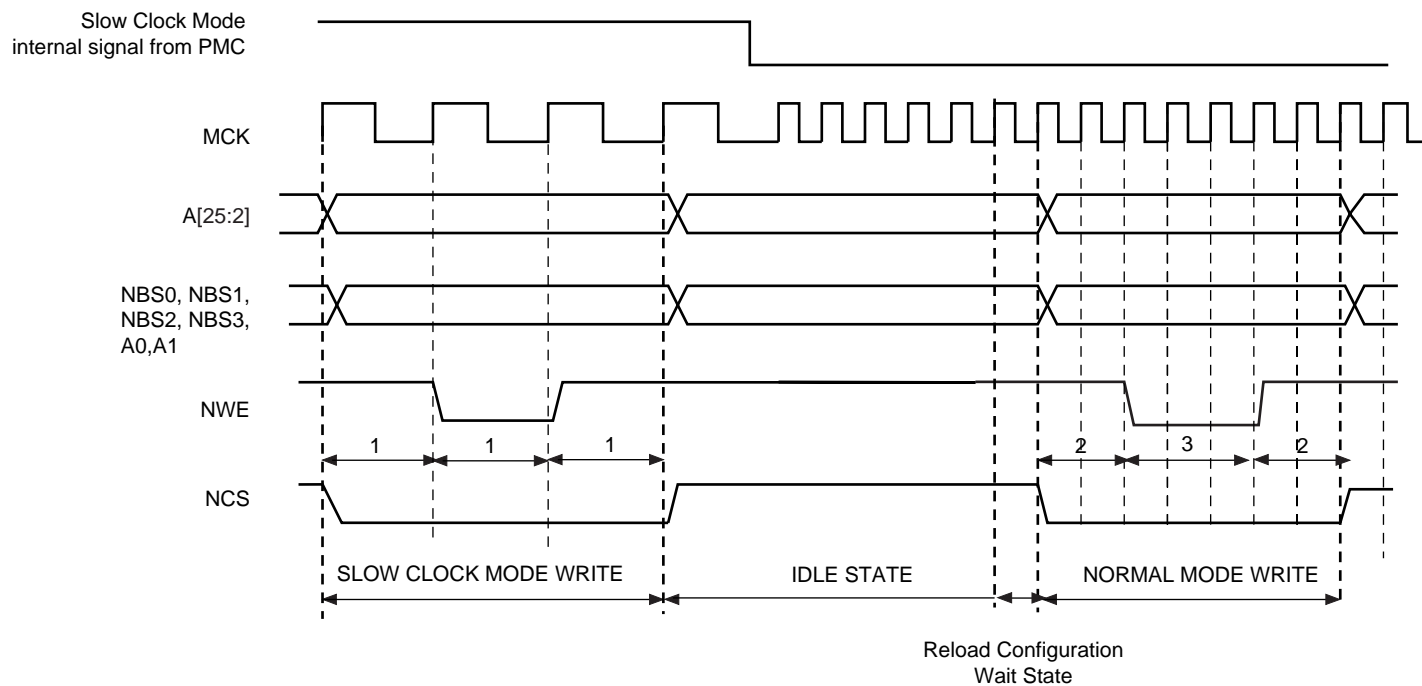 Slow Clock Mode
internal signal from PMC
MCK
A[25:2]
NBS0, NBS1,
NBS2, NBS3,
A0,A1
NWE
1 1 1 2 3 2
NCS
SLOW CLOCK MODE WRITE IDLE STATE NORMAL MODE WRITE
Reload Configuration
Wait State